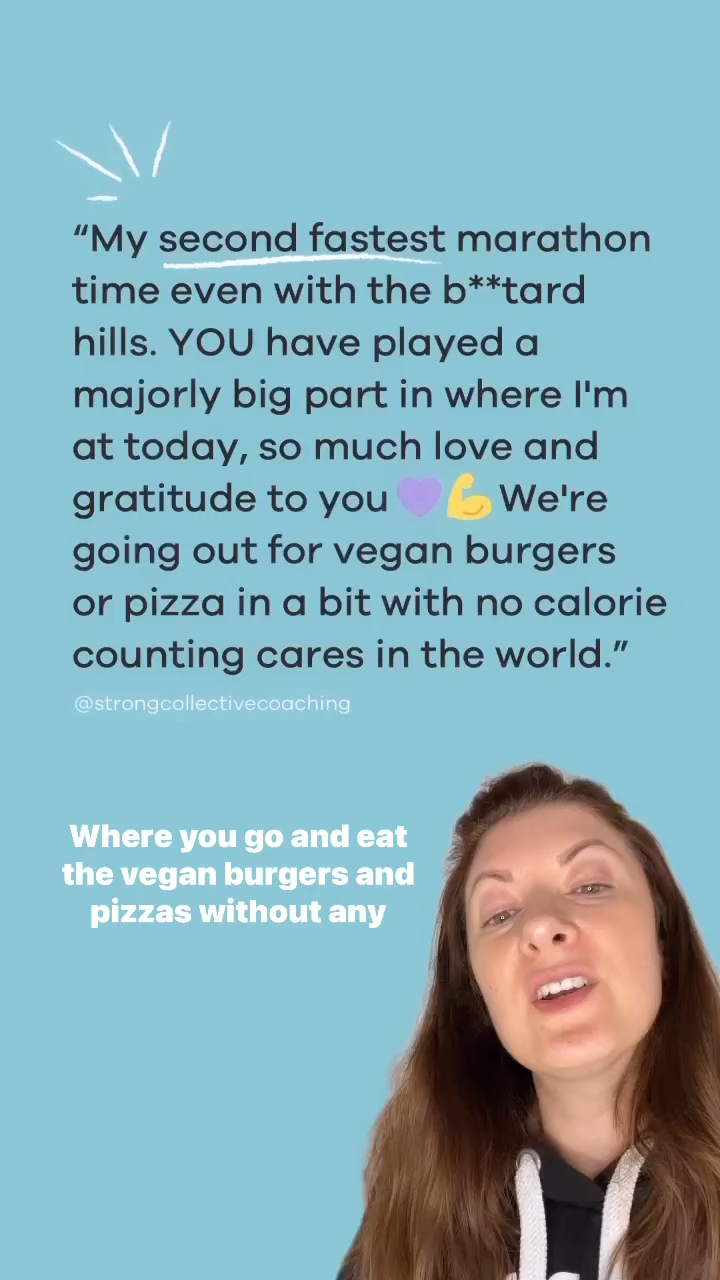 “My second fastest marathon
time even with the b**tard
hills. YOU have played a
majorly big part in where I'm
at today, so much love and
gratitude to you 💜💪 We're
going out for vegan burgers
or pizza in a bit with no calorie
counting cares in the world.”
@strongcollectivecoaching
Where you go and eat
the vegan burgers and
pizzas without any